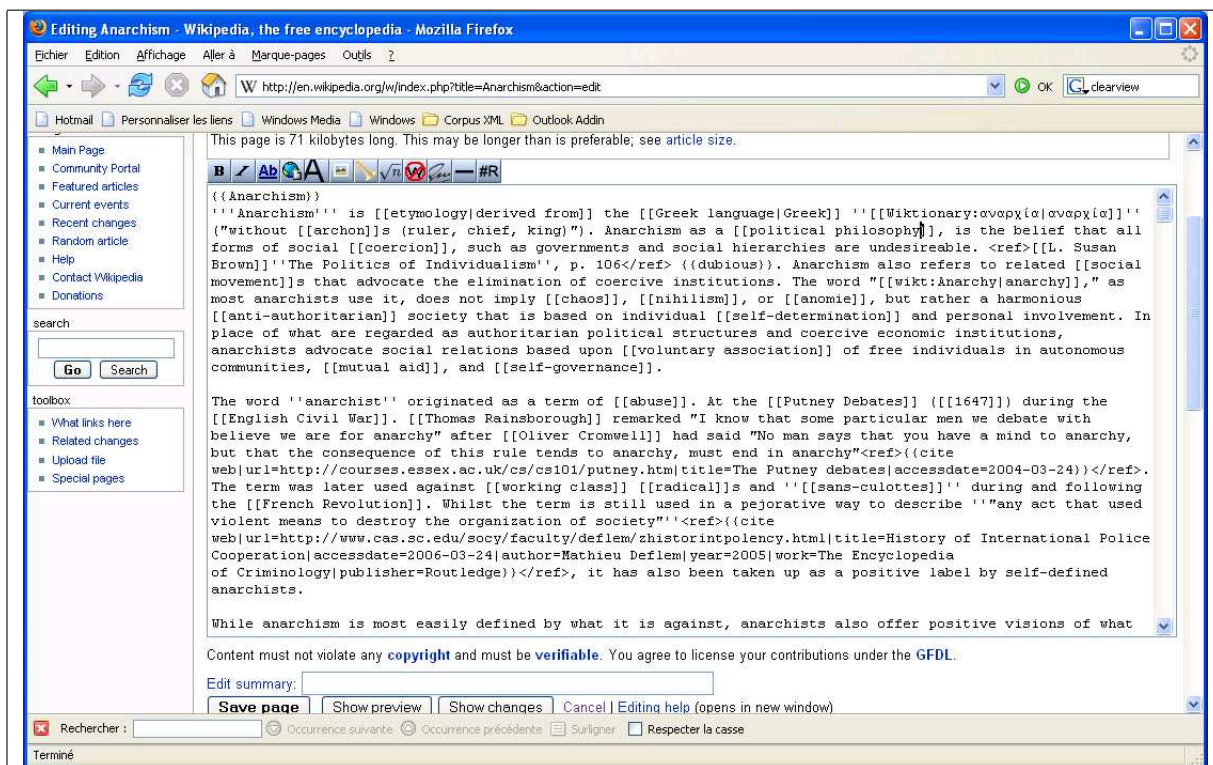 Editing Anarchism - Wikipedia, the free encyclopedia - Mozilla Firefox
Fichier Edition Affichage Aller à Marque-pages Outils ?
http://en.wikipedia.org/w/index.php?title=Anarchism&action=edit OK clearview
Hotmail Personnaliser les liens Windows Media Windows Corpus XML Outlook Addin
Main Page
Community Portal
Featured articles
Current events
Recent changes
Random article
Help
Contact Wikipedia
Donations
search
Go Search
toolbox
What links here
Related changes
Upload file
Special pages
This page is 71 kilobytes long. This may be longer than is preferable; see article size.
B I Ab A √n W — #R
{{Anarchism}}
'''Anarchism''' is [[etymology|derived from]] the [[Greek language|Greek]] ''[[Wiktionary:αναρχία|αναρχία]]''
("without [[archon]]s (ruler, chief, king)"). Anarchism as a [[political philosophy]], is the belief that all
forms of social [[coercion]], such as governments and social hierarchies are undesireable. <ref>[[L. Susan
Brown]]''The Politics of Individualism'', p. 106</ref> {{dubious}}. Anarchism also refers to related [[social
movement]]s that advocate the elimination of coercive institutions. The word "[[wikt:Anarchy|anarchy]]," as
most anarchists use it, does not imply [[chaos]], [[nihilism]], or [[anomie]], but rather a harmonious
[[anti-authoritarian]] society that is based on individual [[self-determination]] and personal involvement. In
place of what are regarded as authoritarian political structures and coercive economic institutions,
anarchists advocate social relations based upon [[voluntary association]] of free individuals in autonomous
communities, [[mutual aid]], and [[self-governance]].
The word ''anarchist'' originated as a term of [[abuse]]. At the [[Putney Debates]] ([[1647]]) during the
[[English Civil War]]. [[Thomas Rainsborough]] remarked "I know that some particular men we debate with
believe we are for anarchy" after [[Oliver Cromwell]] had said "No man says that you have a mind to anarchy,
but that the consequence of this rule tends to anarchy, must end in anarchy"<ref>{{cite
web|url=http://courses.essex.ac.uk/cs/cs101/putney.htm|title=The Putney debates|accessdate=2004-03-24}}</ref>.
The term was later used against [[working class]] [[radical]]s and ''[[sans-culottes]]'' during and following
the [[French Revolution]]. Whilst the term is still used in a pejorative way to describe ''"any act that used
violent means to destroy the organization of society"''<ref>{{cite
web|url=http://www.cas.sc.edu/socy/faculty/deflem/zhistorintpolency.html|title=History of International Police
Cooperation|accessdate=2006-03-24|author=Mathieu Deflem|year=2005|work=The Encyclopedia
of Criminology|publisher=Routledge}}</ref>, it has also been taken up as a positive label by self-defined
anarchists.
While anarchism is most easily defined by what it is against, anarchists also offer positive visions of what
Content must not violate any copyright and must be verifiable. You agree to license your contributions under the GFDL.
Edit summary:
Save page Show preview Show changes Cancel | Editing help (opens in new window)
Rechercher : Occurrence suivante Occurrence précédente Surligner Respecter la casse
Terminé